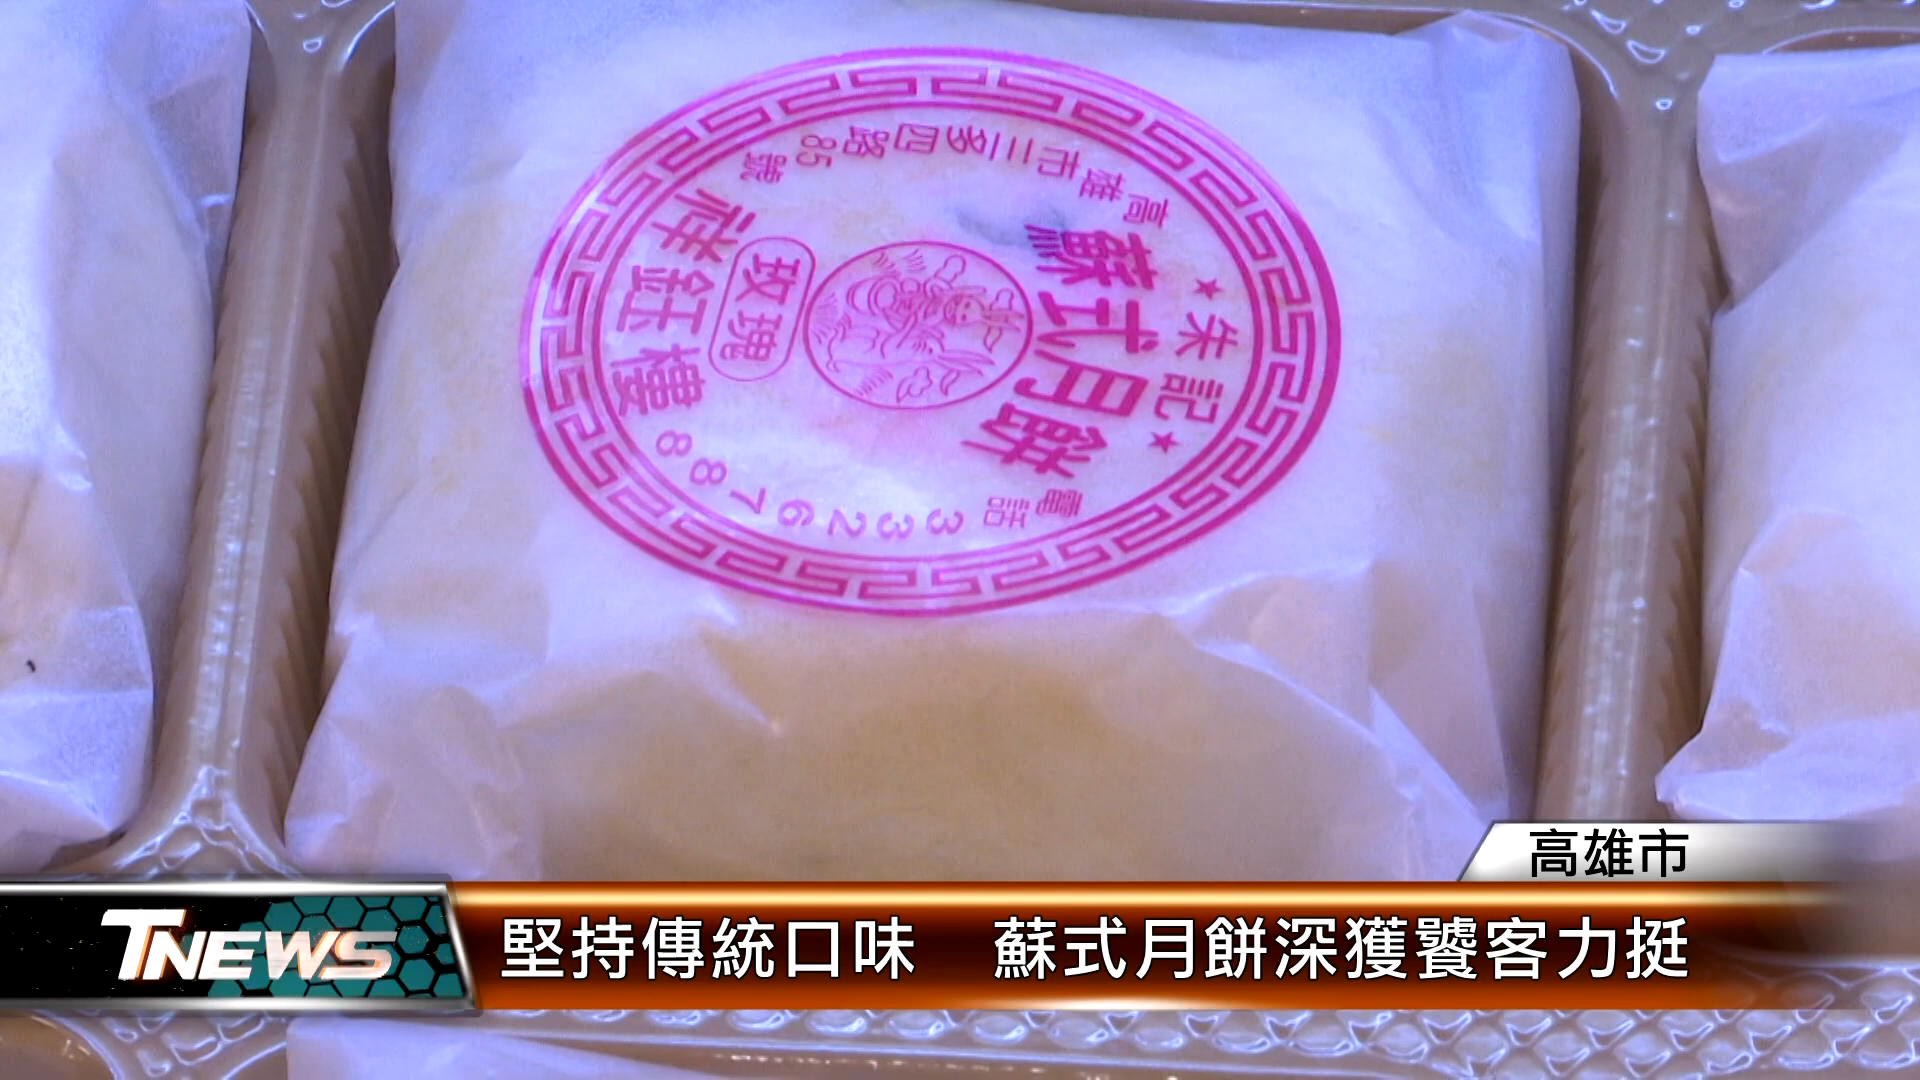 高雄市三多四路85號
★朱記★
蘇式月餅
玫瑰
祥鈺樓
電話 3326788
高雄市
TNEWS
堅持傳統口味 蘇式月餅深獲饕客力挺